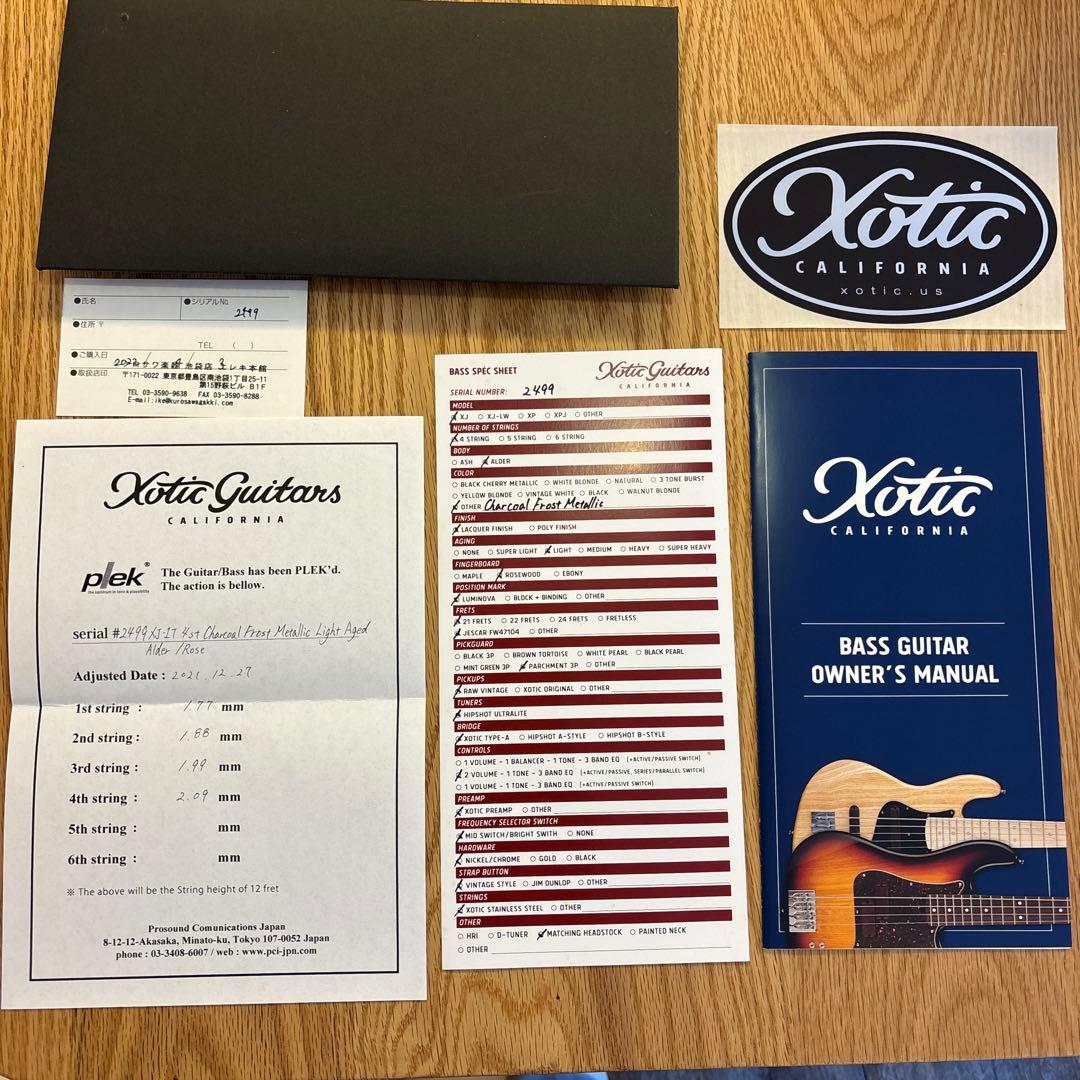 ●氏名
●シリアルNo.
2499
●住所 〒
TEL ( )
●ご購入日
2022 4 3
サワ楽器 池袋店 エレキ本館
●取扱店印
〒171-0022 東京都豊島区南池袋1丁目25-11
第15野萩ビル B1F
TEL 03-3590-9638 FAX 03-3590-8288
E-mail:ike@kurosawagakki.com
Xotic
CALIFORNIA
xotic.us
Xotic Guitars
CALIFORNIA
plek®
The optimum in tone & playability
The Guitar/Bass has been PLEK'd.
The action is bellow.
serial #2499 XJ-1T 4st Charcoal Frost Metallic Light Aged
Alder/Rose
Adjusted Date : 2021.12.27
1st string : 1.77 mm
2nd string : 1.88 mm
3rd string : 1.99 mm
4th string : 2.09 mm
5th string : mm
6th string : mm
※ The above will be the String height of 12 fret
Prosound Comunications Japan
8-12-12-Akasaka, Minato-ku, Tokyo 107-0052 Japan
phone : 03-3408-6007 / web : www.pci-jpn.com
BASS SPEC SHEET
Xotic Guitars
CALIFORNIA
SERIAL NUMBER: 2499
MODEL
XJ ○ XJ-LW ○ XP ○ XPJ ○ OTHER
NUMBER OF STRINGS
4 STRING ○ 5 STRING ○ 6 STRING
BODY
○ ASH ALDER
COLOR
○ BLACK CHERRY METALLIC ○ WHITE BLONDE ○ NATURAL ○ 3 TONE BURST
○ YELLOW BLONDE ○ VINTAGE WHITE ○ BLACK ○ WALNUT BLONDE
OTHER Charcoal Frost Metallic
FINISH
LACQUER FINISH ○ POLY FINISH
AGING
○ NONE ○ SUPER LIGHT LIGHT ○ MEDIUM ○ HEAVY ○ SUPER HEAVY
FINGERBOARD
○ MAPLE ROSEWOOD ○ EBONY
POSITION MARK
LUMINOVA ○ BLOCK + BINDING ○ OTHER
FRETS
21 FRETS ○ 22 FRETS ○ 24 FRETS ○ FRETLESS
JESCAR FW47104 ○ OTHER
PICKGUARD
○ BLACK 3P ○ BROWN TORTOISE ○ WHITE PEARL ○ BLACK PEARL
○ MINT GREEN 3P PARCHMENT 3P ○ OTHER
PICKUPS
RAW VINTAGE ○ XOTIC ORIGINAL ○ OTHER
TUNERS
HIPSHOT ULTRALITE
BRIDGE
XOTIC TYPE-A ○ HIPSHOT A-STYLE ○ HIPSHOT B-STYLE
CONTROLS
○ 1 VOLUME - 1 BALANCER - 1 TONE - 3 BAND EQ (+ACTIVE/PASSIVE SWITCH)
2 VOLUME - 1 TONE - 3 BAND EQ (+ACTIVE/PASSIVE, SERIES/PARALLEL SWITCH)
○ 1 VOLUME - 1 TONE - 3 BAND EQ (+ACTIVE/PASSIVE SWITCH)
PREAMP
XOTIC PREAMP ○ OTHER
FREQUENCY SELECTOR SWITCH
MID SWITCH/BRIGHT SWITH ○ NONE
HARDWARE
NICKEL/CHROME ○ GOLD ○ BLACK
STRAP BUTTON
VINTAGE STYLE ○ JIM DUNLOP ○ OTHER
STRINGS
XOTIC STAINLESS STEEL ○ OTHER
OTHER
○ HRI ○ D-TUNER MATCHING HEADSTOCK ○ PAINTED NECK
○ OTHER
Xotic
CALIFORNIA
BASS GUITAR
OWNER'S MANUAL